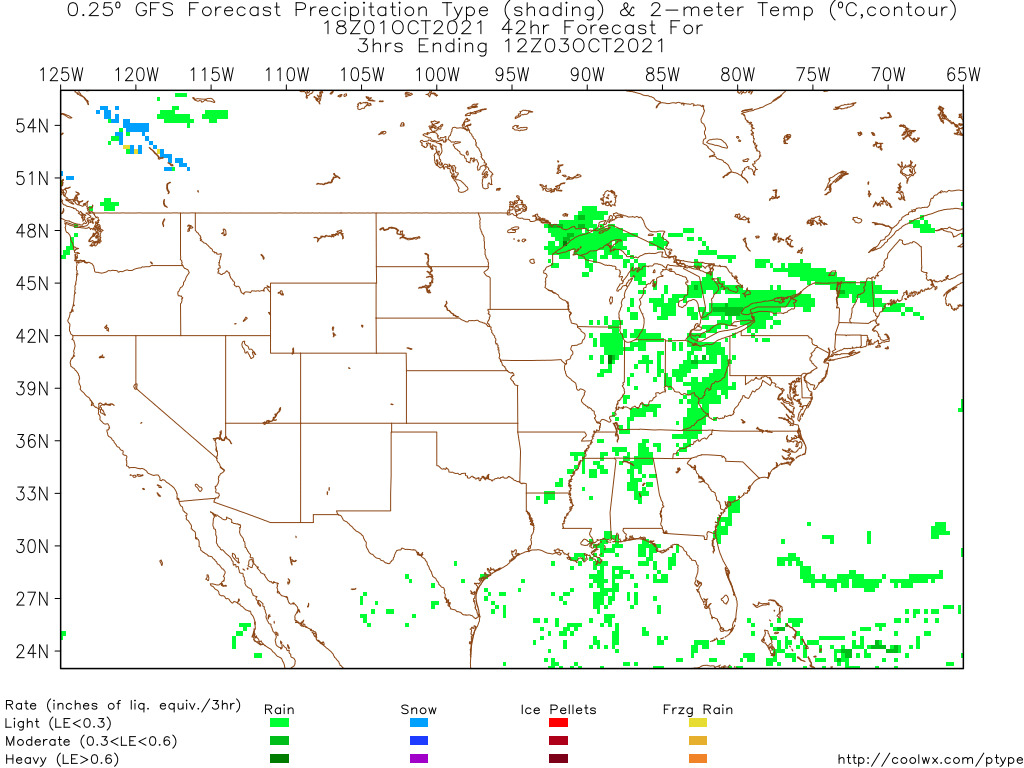 0.25° GFS Forecast Precipitation Type (shading) & 2-meter Temp (°C,contour)
18Z01OCT2021 42hr Forecast For
3hrs Ending 12Z03OCT2021
125W 120W 115W 110W 105W 100W 95W 90W 85W 80W 75W 70W 65W
54N
51N
48N
45N
42N
39N
36N
33N
30N
27N
24N
Rate (inches of liq. equiv./3hr) Rain Snow Ice Pellets Frzg Rain
Light (LE<0.3)
Moderate (0.3<LE<0.6)
Heavy (LE>0.6)
http://coolwx.com/ptype